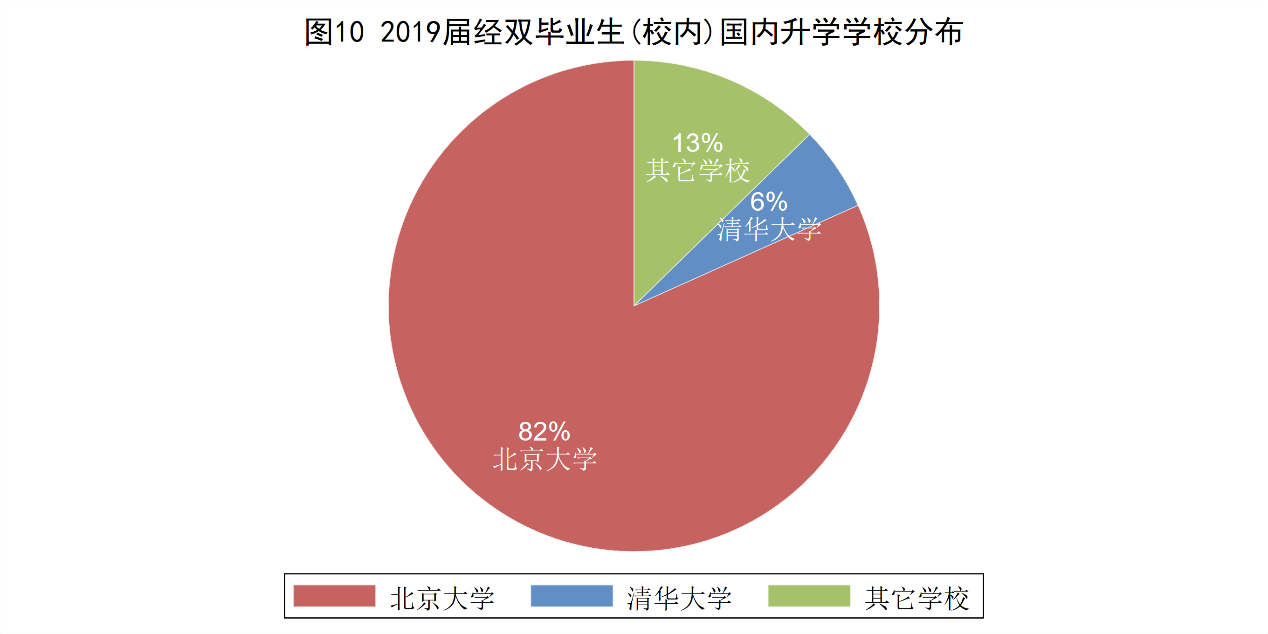 图10 2019届经双毕业生(校内)国内升学学校分布
13%
其它学校
6%
清华大学
82%
北京大学
北京大学 清华大学 其它学校